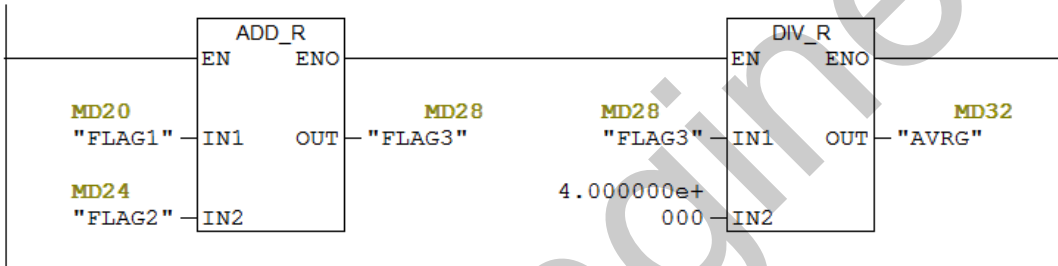 ADD_R
EN ENO
MD20
"FLAG1" IN1 OUT "FLAG3"
MD28
MD24
"FLAG2" IN2
DIV_R
EN ENO
MD28
"FLAG3" IN1 OUT "AVRG"
MD32
4.000000e+
000 IN2